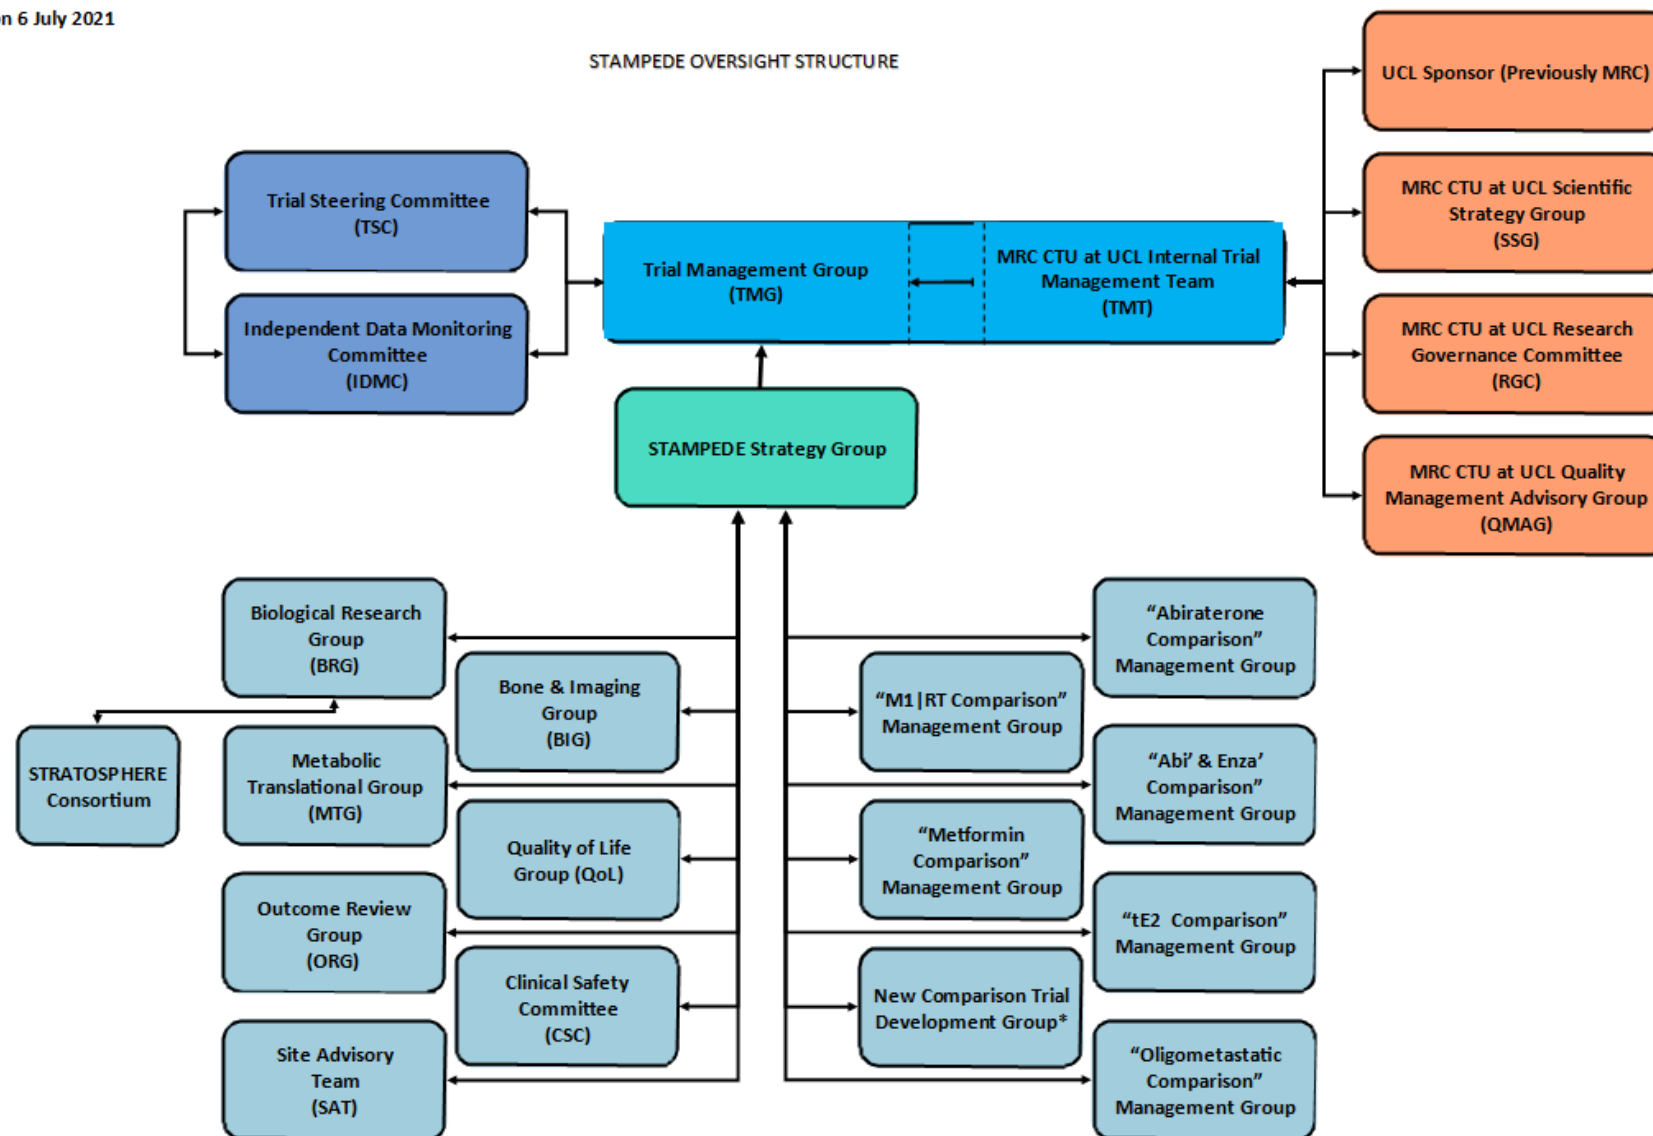 n 6 July 2021
STAMPEDE OVERSIGHT STRUCTURE
UCL Sponsor (Previously MRC)
Trial Steering Committee
(TSC)
MRC CTU at UCL Scientific
Strategy Group
(SSG)
Trial Management Group
(TMG)
MRC CTU at UCL Internal Trial
Management Team
(TMT)
Independent Data Monitoring
Committee
(IDMC)
MRC CTU at UCL Research
Governance Committee
(RGC)
STAMPEDE Strategy Group
MRC CTU at UCL Quality
Management Advisory Group
(QMAG)
Biological Research
Group
(BRG)
“Abiraterone
Comparison”
Management Group
Bone & Imaging
Group
(BIG)
“M1|RT Comparison”
Management Group
STRATOSPHERE
Consortium
Metabolic
Translational Group
(MTG)
“Abi’ & Enza’
Comparison”
Management Group
Quality of Life
Group (QoL)
“Metformin
Comparison”
Management Group
Outcome Review
Group
(ORG)
“tE2 Comparison”
Management Group
Clinical Safety
Committee
(CSC)
New Comparison Trial
Development Group*
Site Advisory
Team
(SAT)
“Oligometastatic
Comparison”
Management Group